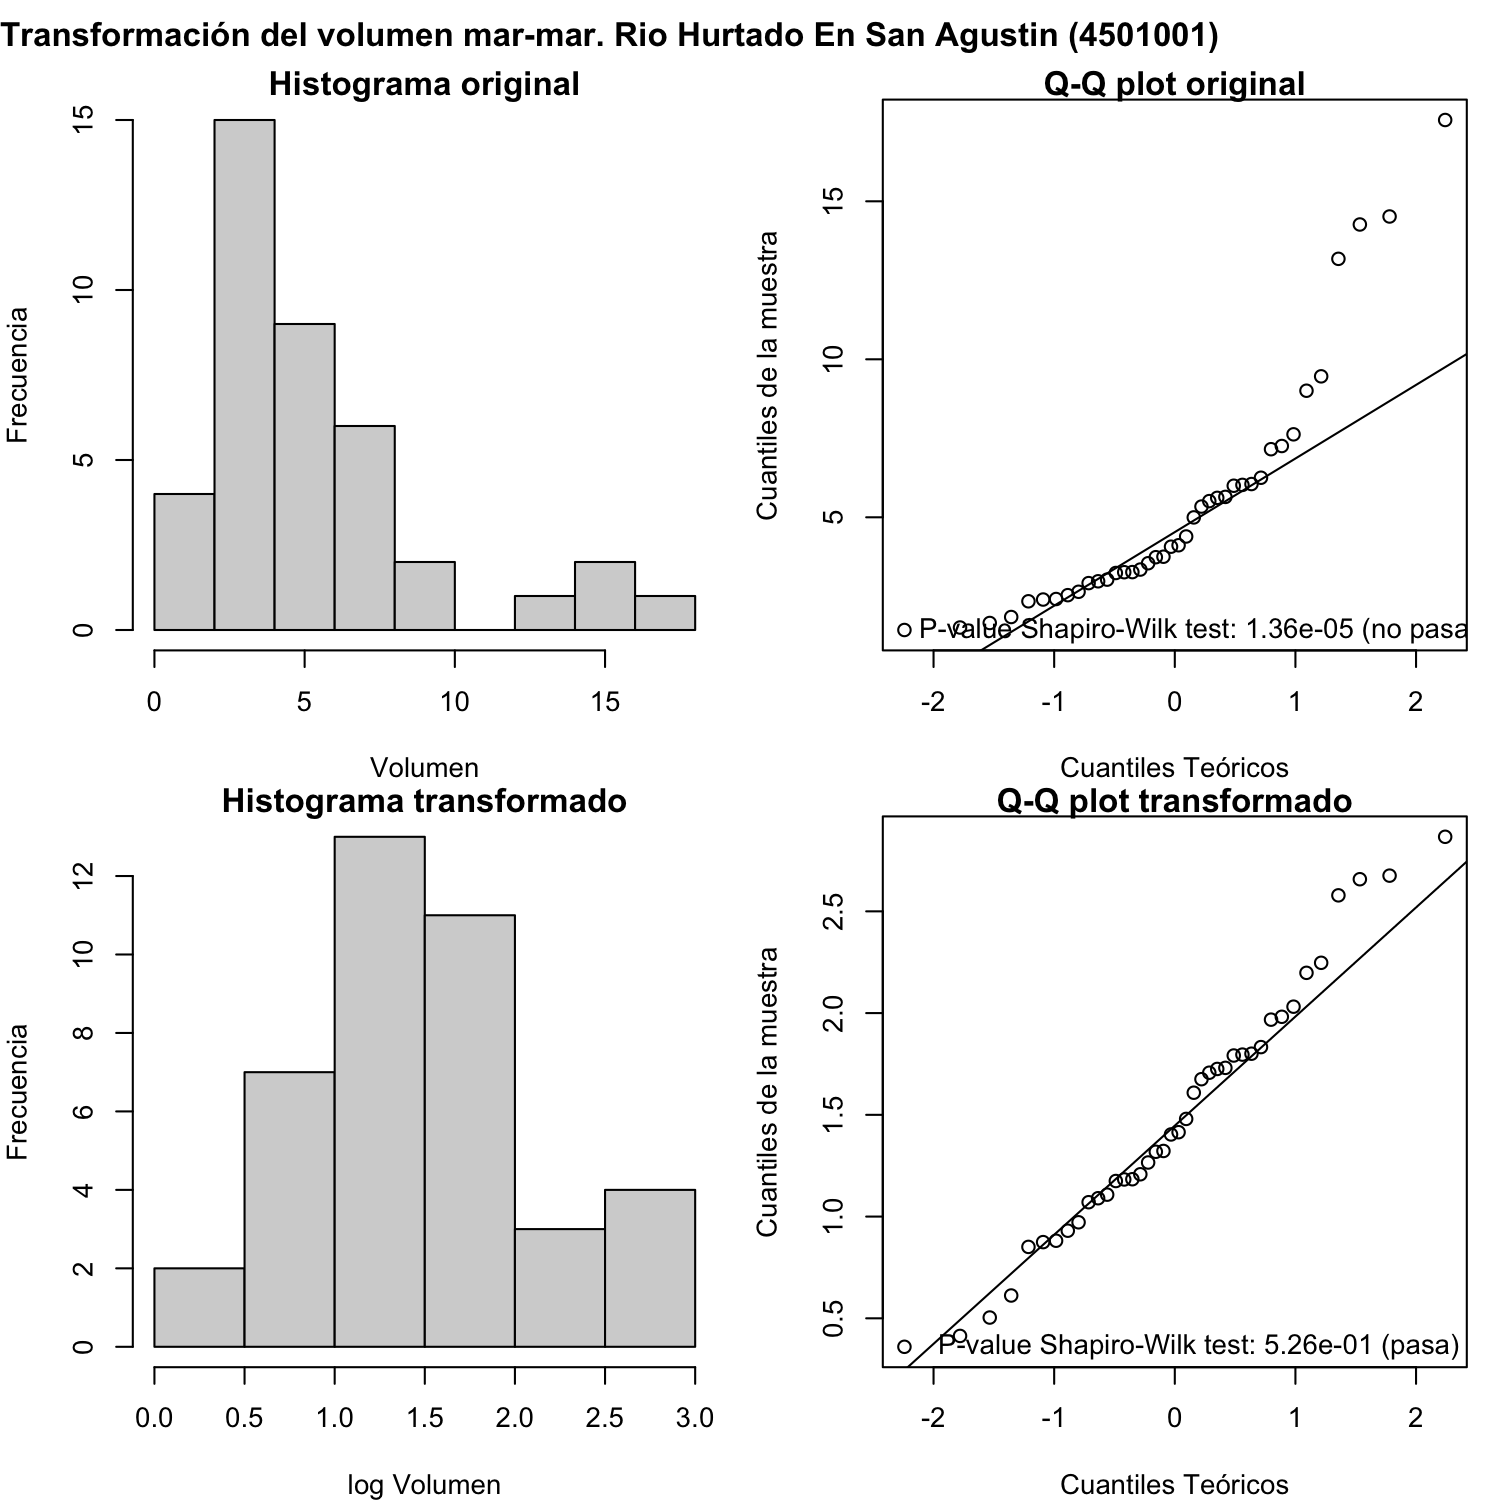 Transformación del volumen mar-mar. Rio Hurtado En San Agustin (4501001)
Histograma original
Frecuencia
0 5 10 15
0 5 10 15
Volumen
Q-Q plot original
Cuantiles de la muestra
5 10 15
P-value Shapiro-Wilk test: 1.36e-05 (no pasa
-2 -1 0 1 2
Cuantiles Teóricos
Histograma transformado
Frecuencia
0 2 4 6 8 10 12
0.0 0.5 1.0 1.5 2.0 2.5 3.0
log Volumen
Q-Q plot transformado
Cuantiles de la muestra
0.5 1.0 1.5 2.0 2.5
P-value Shapiro-Wilk test: 5.26e-01 (pasa)
-2 -1 0 1 2
Cuantiles Teóricos